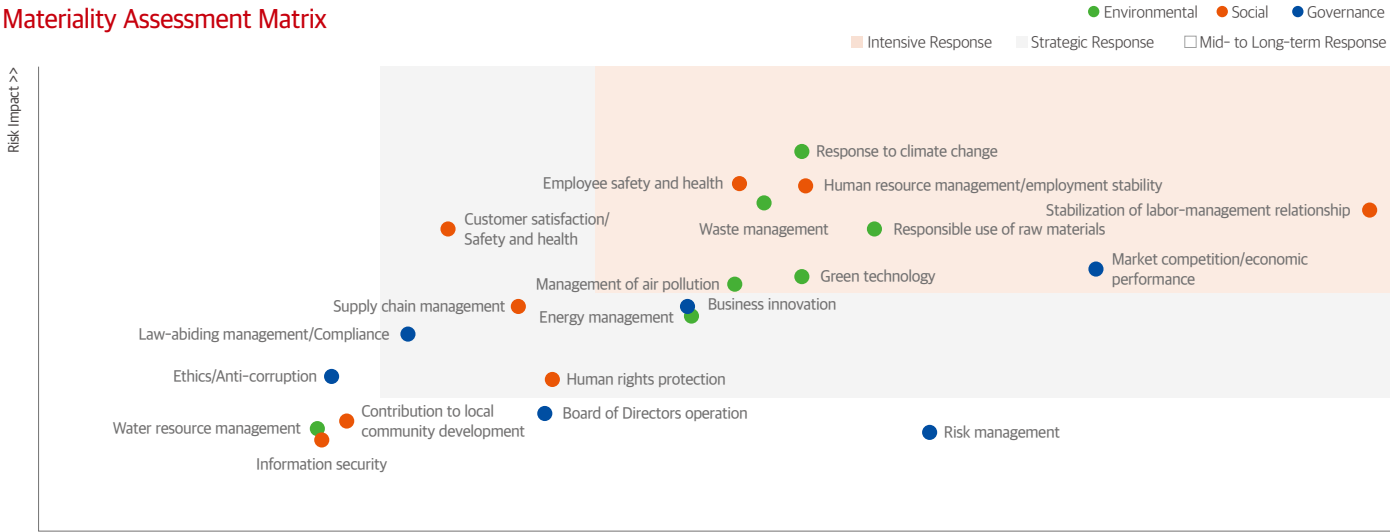 Materiality Assessment Matrix
Environmental Social Governance
Intensive Response Strategic Response Mid- to Long-term Response
Risk Impact >>
Response to climate change
Employee safety and health
Human resource management/employment stability
Stabilization of labor-management relationship
Customer satisfaction/
Safety and health
Waste management
Responsible use of raw materials
Market competition/economic
performance
Green technology
Management of air pollution
Supply chain management
Business innovation
Energy management
Law-abiding management/Compliance
Ethics/Anti-corruption
Human rights protection
Contribution to local
community development
Board of Directors operation
Water resource management
Risk management
Information security